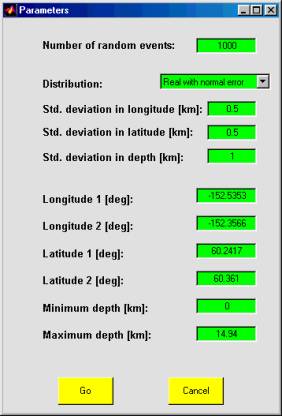 Parameters
Number of random events: 1000
Distribution: Real with normal error
Std. deviation in longitude [km]: 0.5
Std. deviation in latitude [km]: 0.5
Std. deviation in depth [km]: 1
Longitude 1 [deg]: -152.5353
Longitude 2 [deg]: -152.3566
Latitude 1 [deg]: 60.2417
Latitude 2 [deg]: 60.361
Minimum depth [km]: 0
Maximum depth [km]: 14.94
Go Cancel